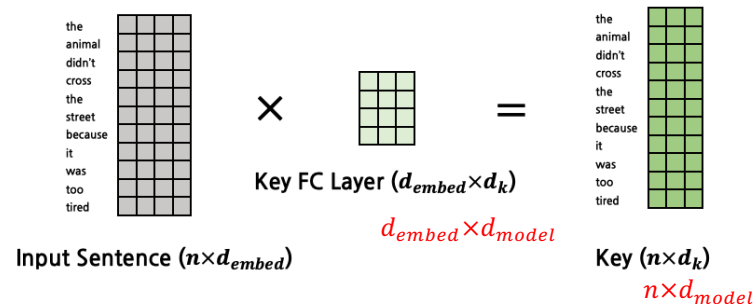 the
animal
didn't
cross
the
street
because
it
was
too
tired
Input Sentence (n×d_embed)
×
Key FC Layer (d_embed×d_k)
d_embed×d_model
=
the
animal
didn't
cross
the
street
because
it
was
too
tired
Key (n×d_k)
n×d_model